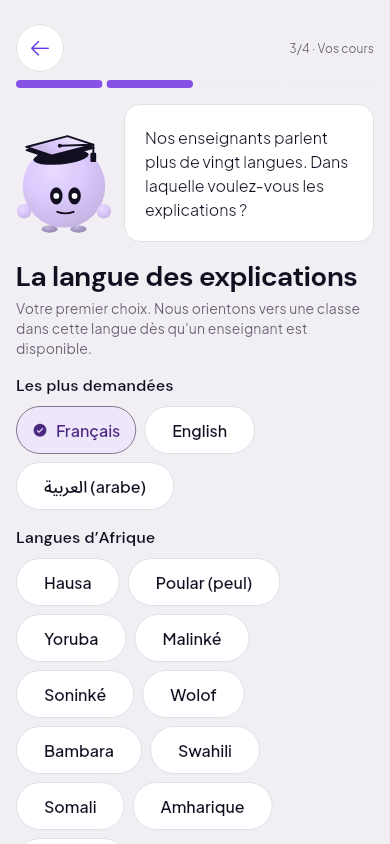 3/4 · Vos cours
Nos enseignants parlent
plus de vingt langues. Dans
laquelle voulez-vous les
explications ?
La langue des explications
Votre premier choix. Nous orientons vers une classe
dans cette langue dès qu'un enseignant est
disponible.
Les plus demandées
Français
English
العربية (arabe)
Langues d’Afrique
Hausa
Poular (peul)
Yoruba
Malinké
Soninké
Wolof
Bambara
Swahili
Somali
Amharique